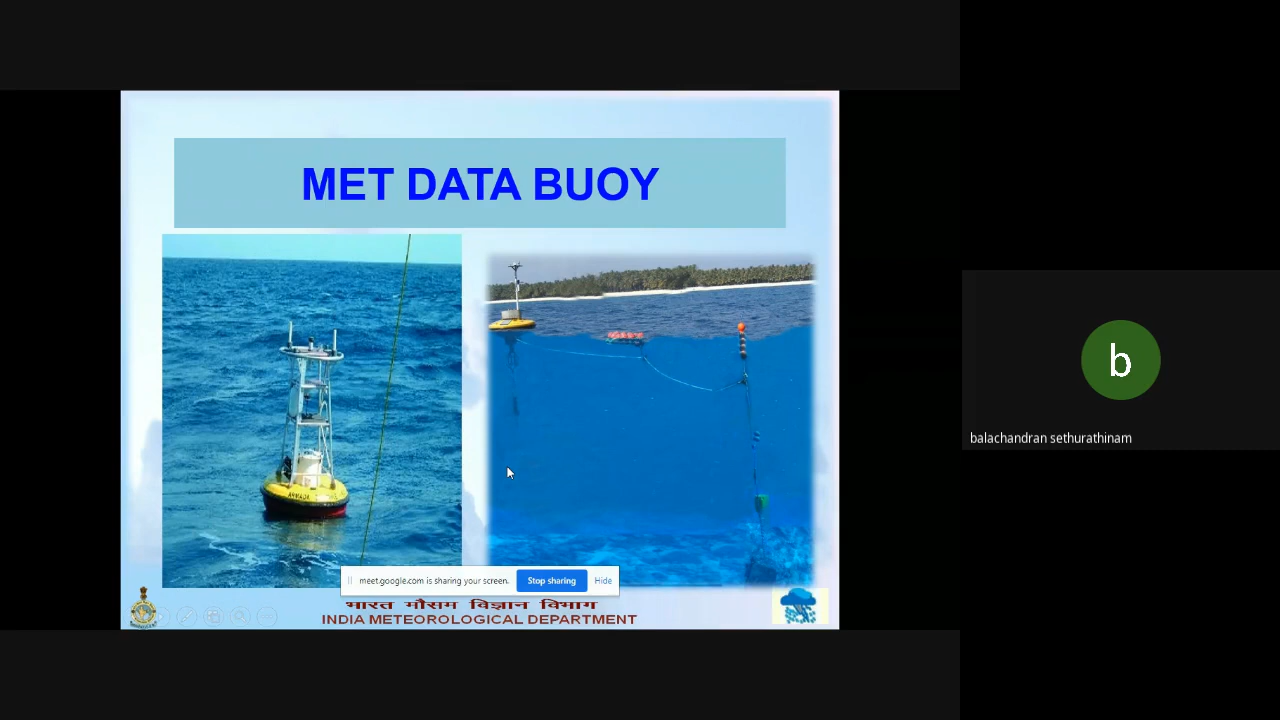 MET DATA BUOY
ARMADA
meet.google.com is sharing your screen.
Stop sharing
Hide
भारत मौसम विज्ञान विभाग
INDIA METEOROLOGICAL DEPARTMENT
b
balachandran sethurathinam